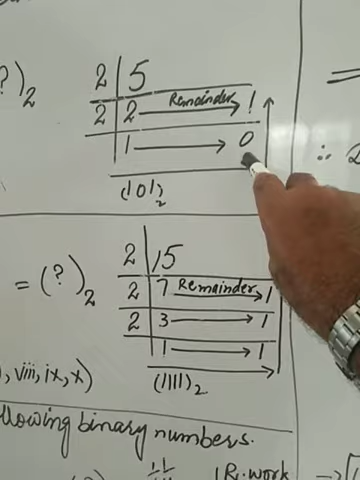 ?)₂
2 | 5
2 | 2 Remainder → 1
1 → 0
(101)₂
∴
= (?)₂
2 | 15
2 | 7 Remainder → 1
2 | 3 → 1
1 → 1
(1111)₂
, viii, ix, x)
ollowing binary numbers.
R. work